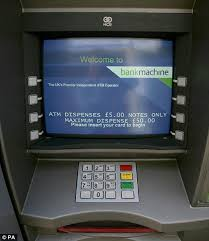 NCR
Welcome to
bankmachine
The UK's Premier Independent ATM Operator
ATM DISPENSES £5.00 NOTES ONLY
MAXIMUM DISPENSE £50.00
Please insert your card to begin
PA